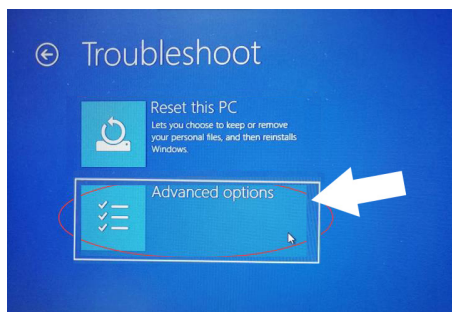 Troubleshoot
Reset this PC
Lets you choose to keep or remove
your personal files, and then reinstalls
Windows.
Advanced options